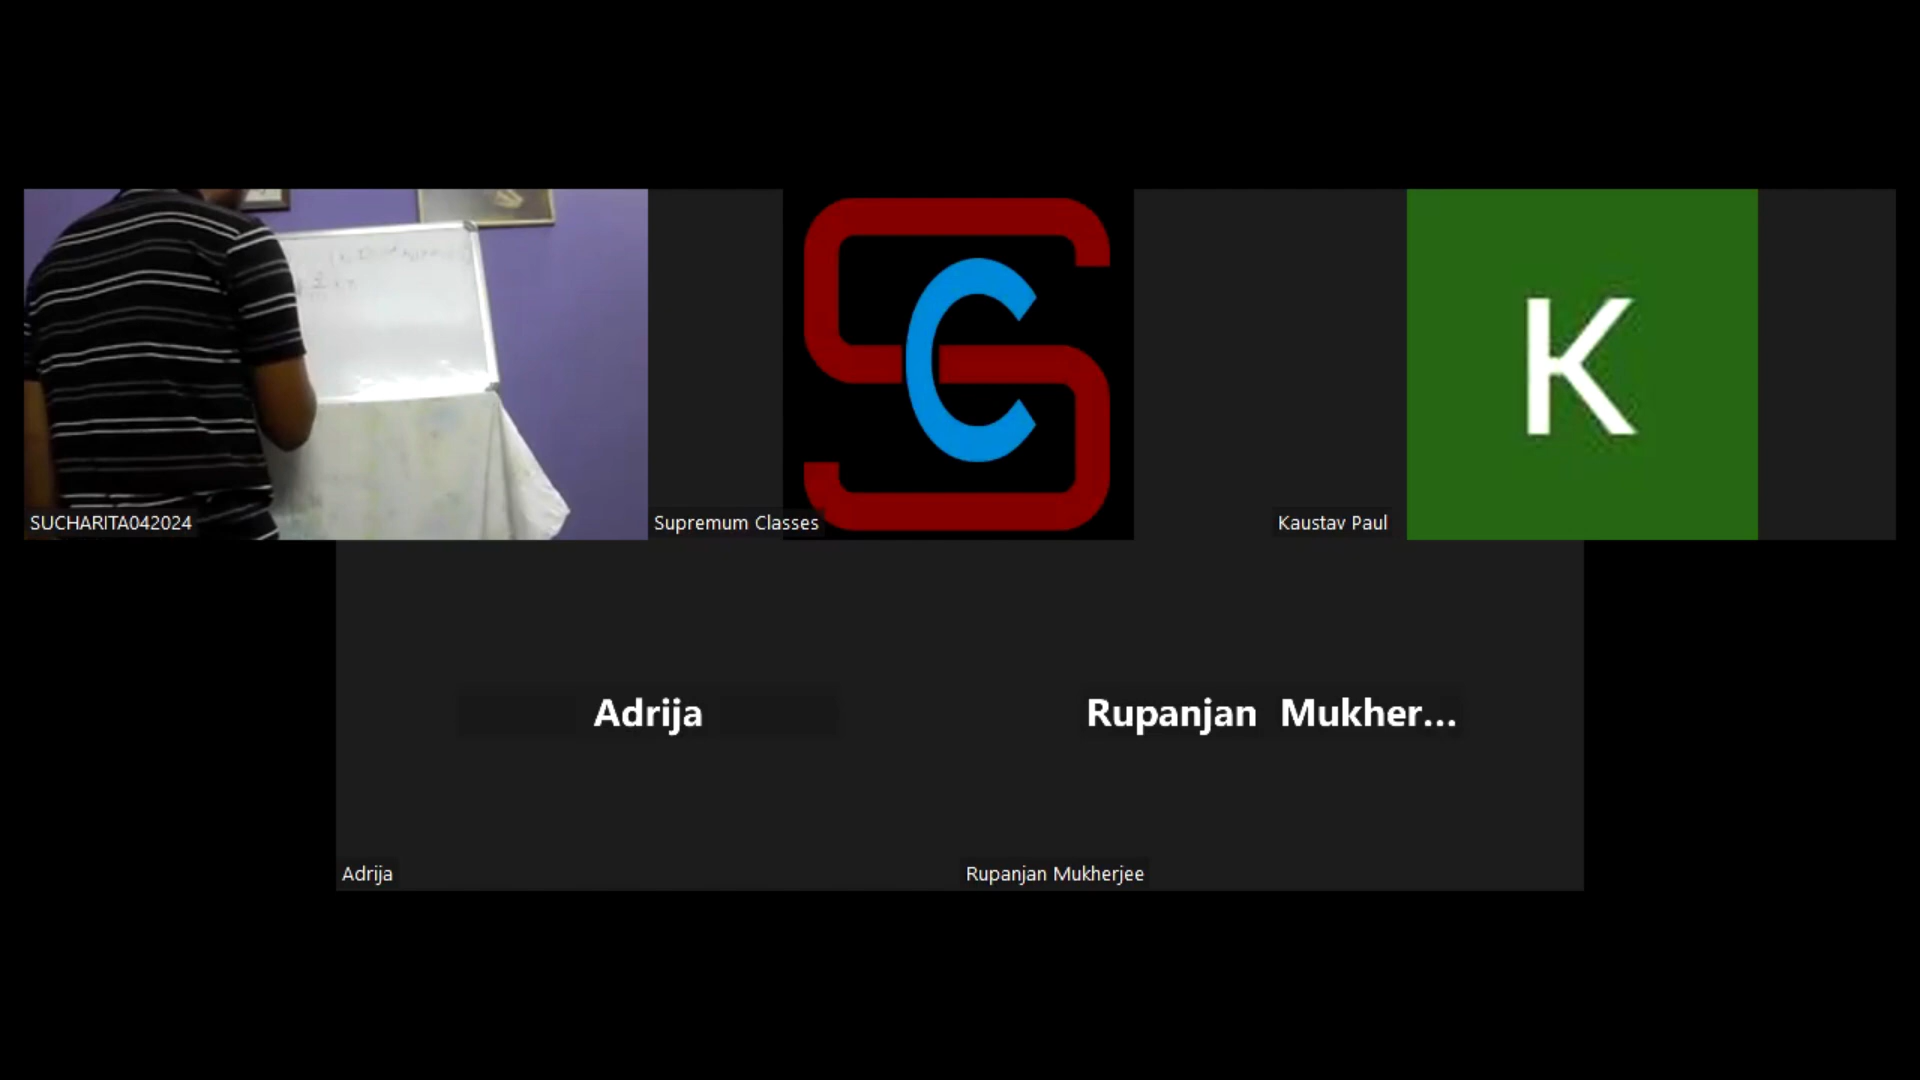 SUCHARITA042024
Supremum Classes
Kaustav Paul
K
Adrija
Rupanjan Mukher...
Adrija
Rupanjan Mukherjee